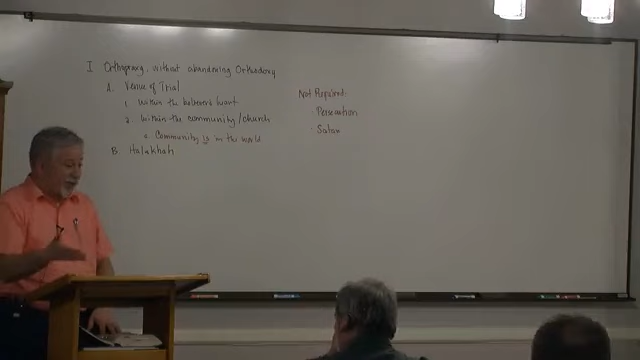 I Orthopraxy, without abandoning Orthodoxy
A. Venue of Trial
1. Within the believer's heart
2. Within the community/church
a. Community is in the world
B. Halakhah
Not Required:
· Persecution
· Satan